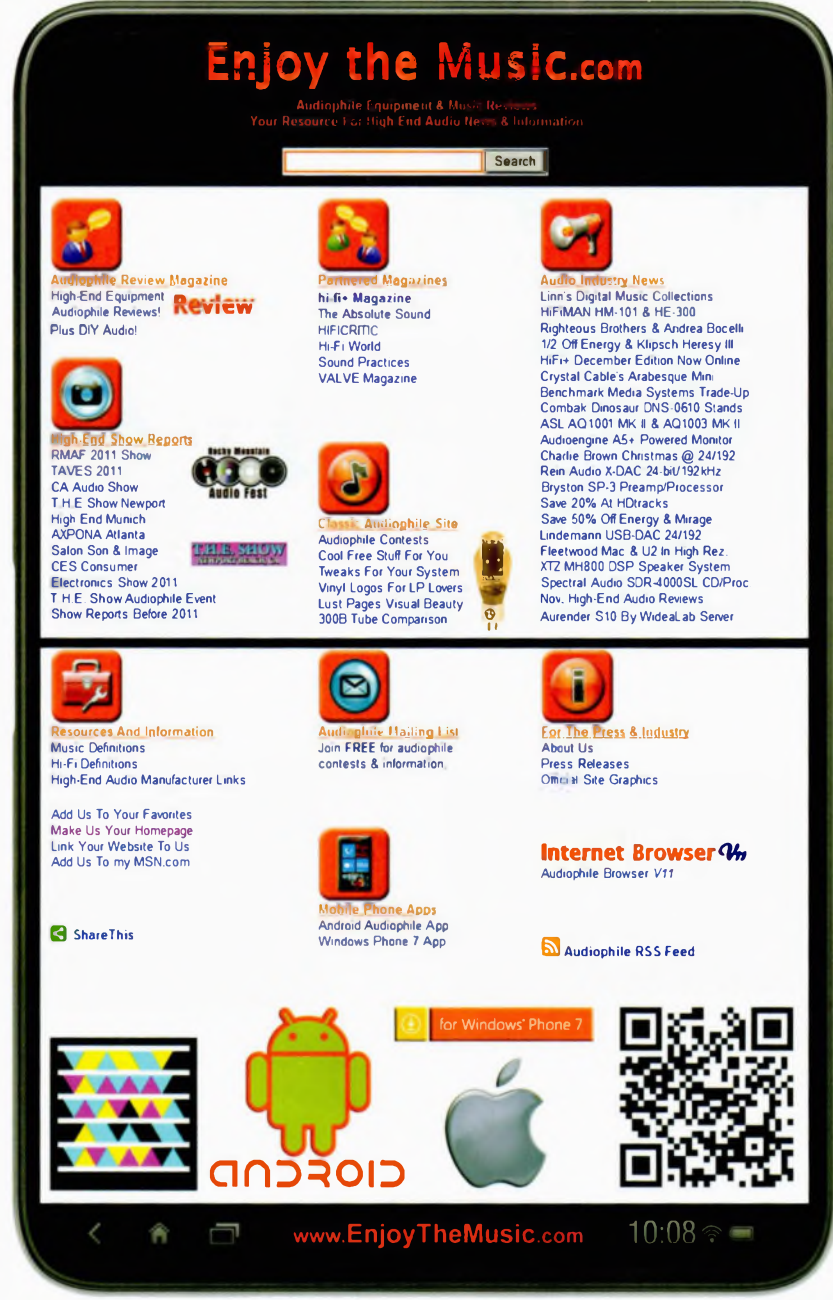 Enjoy the Music.com
Audiophile Equipment & Music Reviews
Your Resource For High End Audio News & Information
Search
Audiophile Review Magazine
High-End Equipment
Audiophile Reviews!
Review
Plus DIY Audio!
High-End Show Reports
RMAF 2011 Show
TAVES 2011
CA Audio Show
T.H.E. Show Newport
High End Munich
AXPONA Atlanta
Salon Son & Image
CES Consumer
Electronics Show 2011
T.H.E. Show Audiophile Event
Show Reports Before 2011
Rocky Mountain
Audio Fest
T.H.E. SHOW
NEWPORT BEACH, CA
Partnered Magazines
hi-fi+ Magazine
The Absolute Sound
HIFICRITIC
Hi-Fi World
Sound Practices
VALVE Magazine
Classic Audiophile Site
Audiophile Contests
Cool Free Stuff For You
Tweaks For Your System
Vinyl Logos For LP Lovers
Lust Pages Visual Beauty
300B Tube Comparison
Audio Industry News
Linn's Digital Music Collections
HiFiMAN HM-101 & HE-300
Righteous Brothers & Andrea Bocelli
1/2 Off Energy & Klipsch Heresy III
HiFi+ December Edition Now Online
Crystal Cable's Arabesque Mini
Benchmark Media Systems Trade-Up
Combak Dinosaur DNS-0610 Stands
ASL AQ1001 MK II & AQ1003 MK II
Audioengine A5+ Powered Monitor
Charlie Brown Christmas @ 24/192
Rein Audio X-DAC 24-bit/192kHz
Bryston SP-3 Preamp/Processor
Save 20% At HDtracks
Save 50% Off Energy & Mirage
Lindemann USB-DAC 24/192
Fleetwood Mac & U2 In High Rez.
XTZ MH800 DSP Speaker System
Spectral Audio SDR-4000SL CD/Proc
Nov. High-End Audio Reviews
Aurender S10 By WideaLab Server
Resources And Information
Music Definitions
Hi-Fi Definitions
High-End Audio Manufacturer Links
Add Us To Your Favorites
Make Us Your Homepage
Link Your Website To Us
Add Us To my MSN.com
ShareThis
Audiophile Mailing List
Join FREE for audiophile
contests & information.
Mobile Phone Apps
Android Audiophile App
Windows Phone 7 App
For The Press & Industry
About Us
Press Releases
Official Site Graphics
Internet Browser V11
Audiophile Browser V11
Audiophile RSS Feed
for Windows® Phone 7
ANDROID
www.EnjoyTheMusic.com
10:08